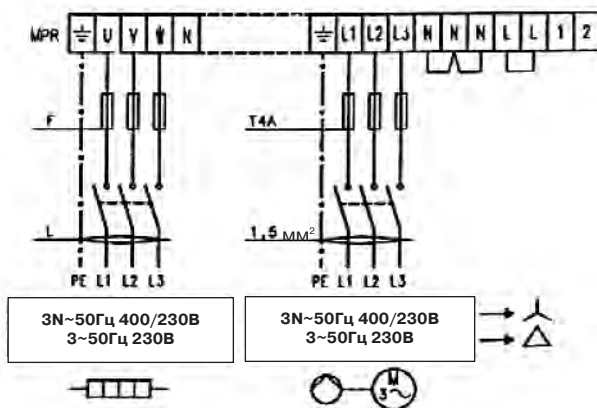 MPR U V W N L1 L2 L3 N N N L L 1 2
F T4A
L 1,5 мм²
PE L1 L2 L3 PE L1 L2 L3
3N~50Гц 400/230В
3~50Гц 230В
3N~50Гц 400/230В
3~50Гц 230В
M
3~